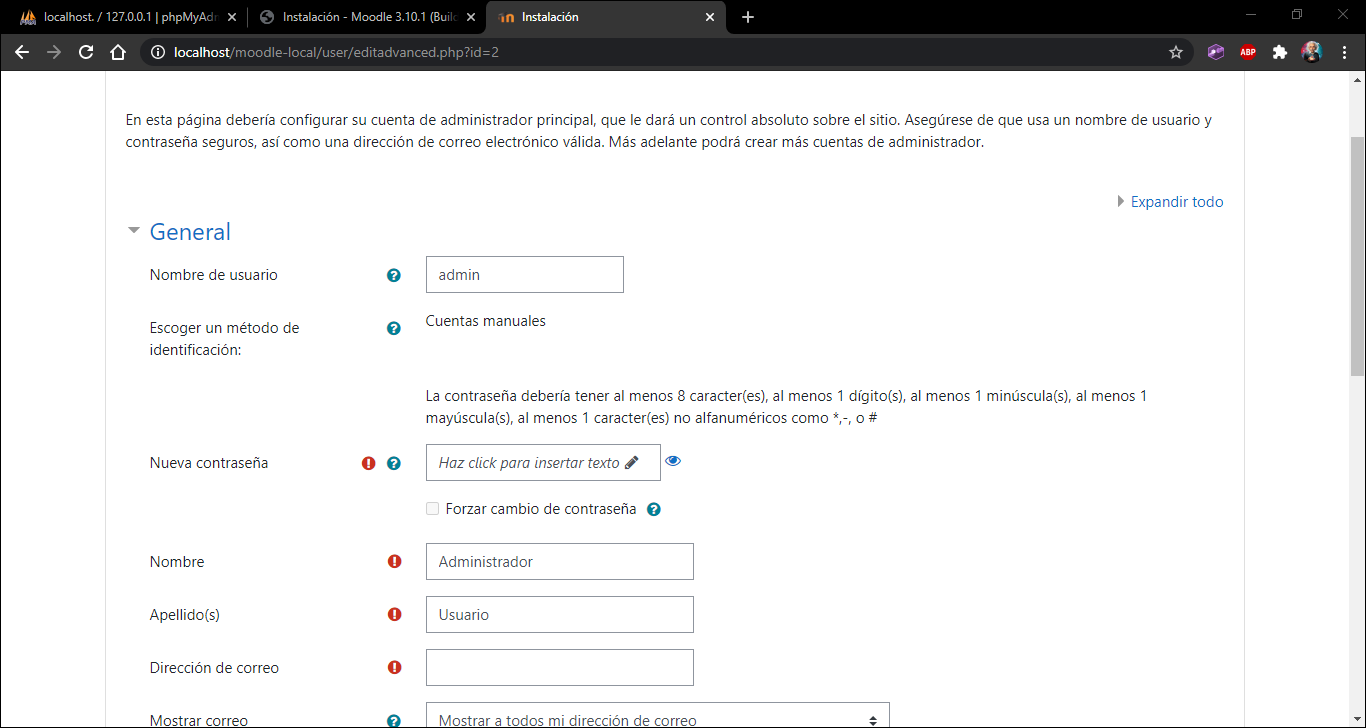 localhost. / 127.0.0.1 | phpMyAdm
Instalación - Moodle 3.10.1 (Build
Instalación
localhost/moodle-local/user/editadvanced.php?id=2
ABP
En esta página debería configurar su cuenta de administrador principal, que le dará un control absoluto sobre el sitio. Asegúrese de que usa un nombre de usuario y
contraseña seguros, así como una dirección de correo electrónico válida. Más adelante podrá crear más cuentas de administrador.
Expandir todo
General
Nombre de usuario
admin
Escoger un método de
identificación:
Cuentas manuales
La contraseña debería tener al menos 8 caracter(es), al menos 1 dígito(s), al menos 1 minúscula(s), al menos 1
mayúscula(s), al menos 1 caracter(es) no alfanuméricos como *,-, o #
Nueva contraseña
Haz click para insertar texto
Forzar cambio de contraseña
Nombre
Administrador
Apellido(s)
Usuario
Dirección de correo
Mostrar correo
Mostrar a todos mi dirección de correo